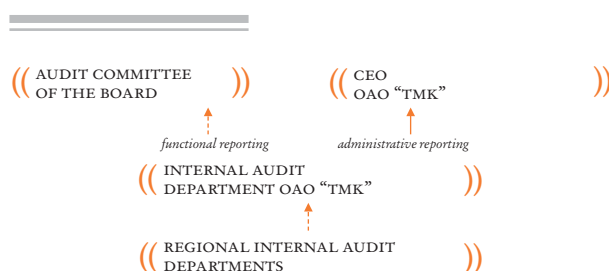 (( AUDIT COMMITTEE
OF THE BOARD ))
(( CEO
OAO “TMK” ))
functional reporting
administrative reporting
(( INTERNAL AUDIT
DEPARTMENT OAO “TMK” ))
(( REGIONAL INTERNAL AUDIT
DEPARTMENTS ))